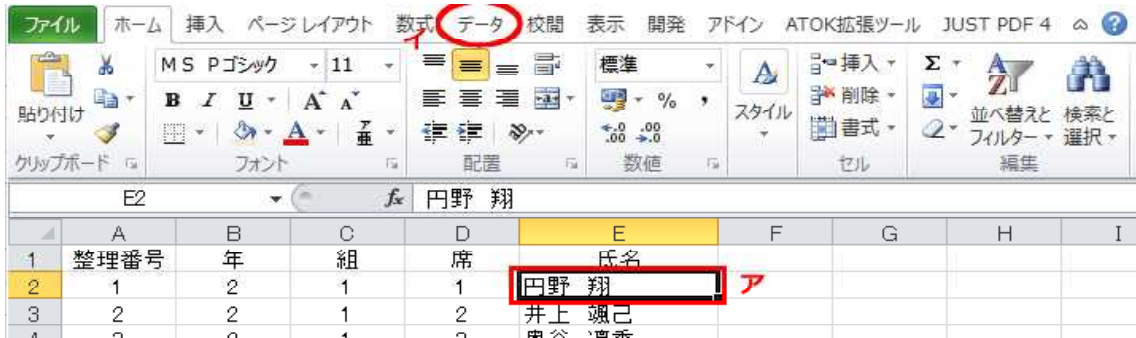 ファイル ホーム 挿入 ページ レイアウト 数式 データ 校閲 表示 開発 アドイン ATOK拡張ツール JUST PDF 4
イ
ＭＳ Ｐゴシック 11 標準 挿入 Σ
貼り付け B I U A A % , スタイル 削除 並べ替えと 検索と
A 亜 .0 .00 .00 .0 書式 フィルター 選択
クリップボード フォント 配置 数値 セル 編集
E2 fx 円野 翔
A B C D E F G H I
1 整理番号 年 組 席 氏名
2 1 2 1 1 円野 翔 ア
3 2 2 1 2 井上 颯己